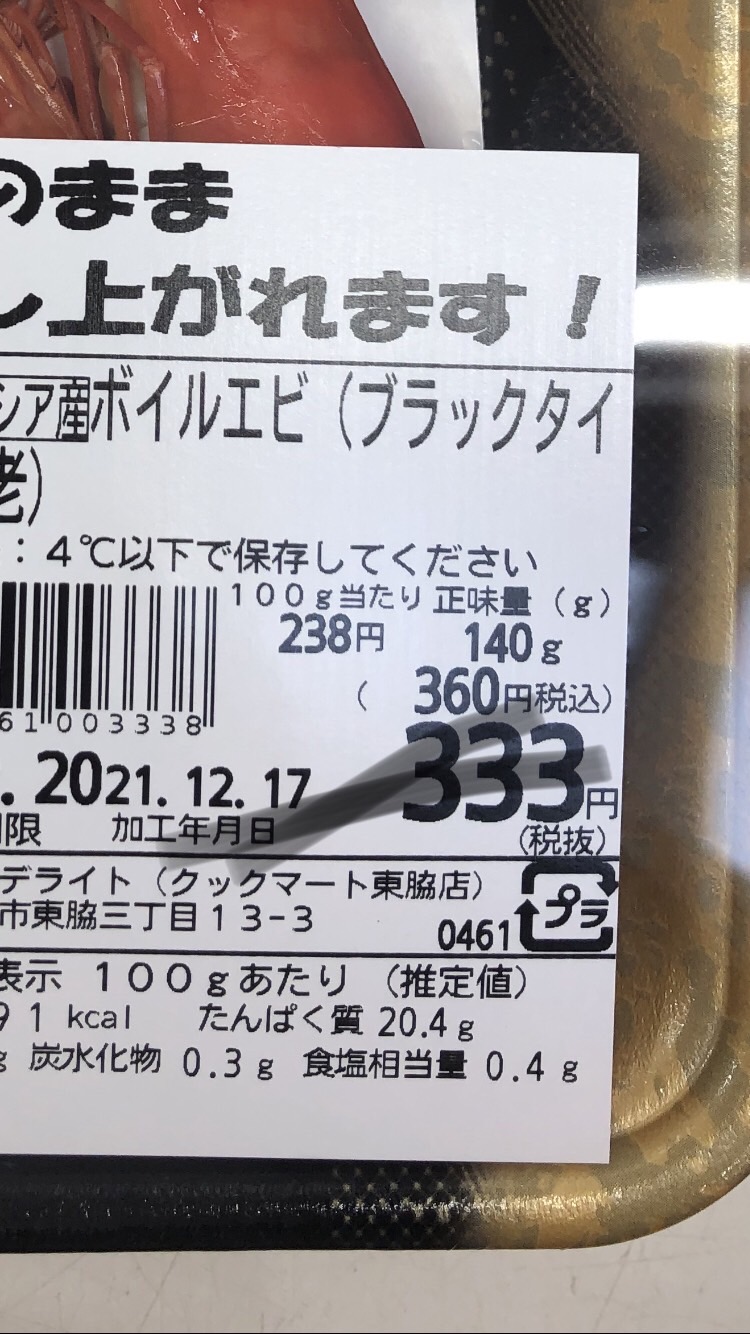 のまま
し上がれます！
シア産ボイルエビ（ブラックタイ
老）
：４℃以下で保存してください
１００ｇ当たり 正味量（ｇ）
238円 140ｇ
（ 360円税込）
61003338
. 2021.12.17 333円
限 加工年月日 （税抜）
デライト（クックマート東脇店）
市東脇三丁目１３-３
0461 プラ
表示 １００ｇあたり （推定値）
９１kcal たんぱく質 20.4ｇ
ｇ 炭水化物 0.3ｇ 食塩相当量 0.4ｇ